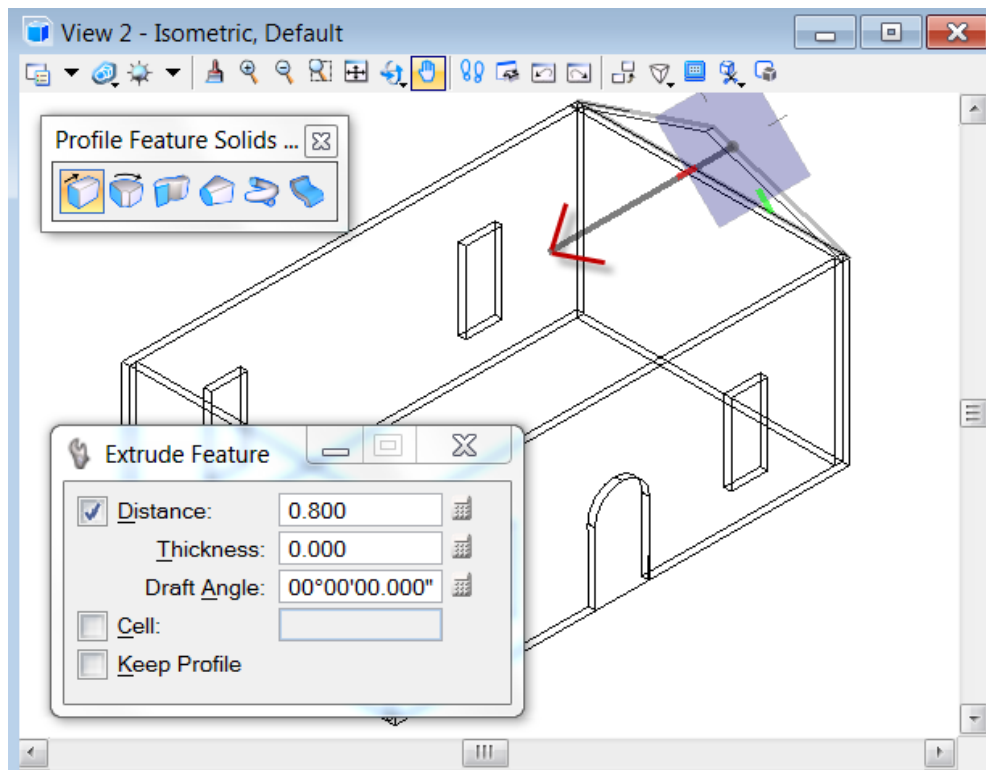 View 2 - Isometric, Default
Profile Feature Solids ...
Extrude Feature
Distance: 0.800
Thickness: 0.000
Draft Angle: 00°00'00.000"
Cell:
Keep Profile